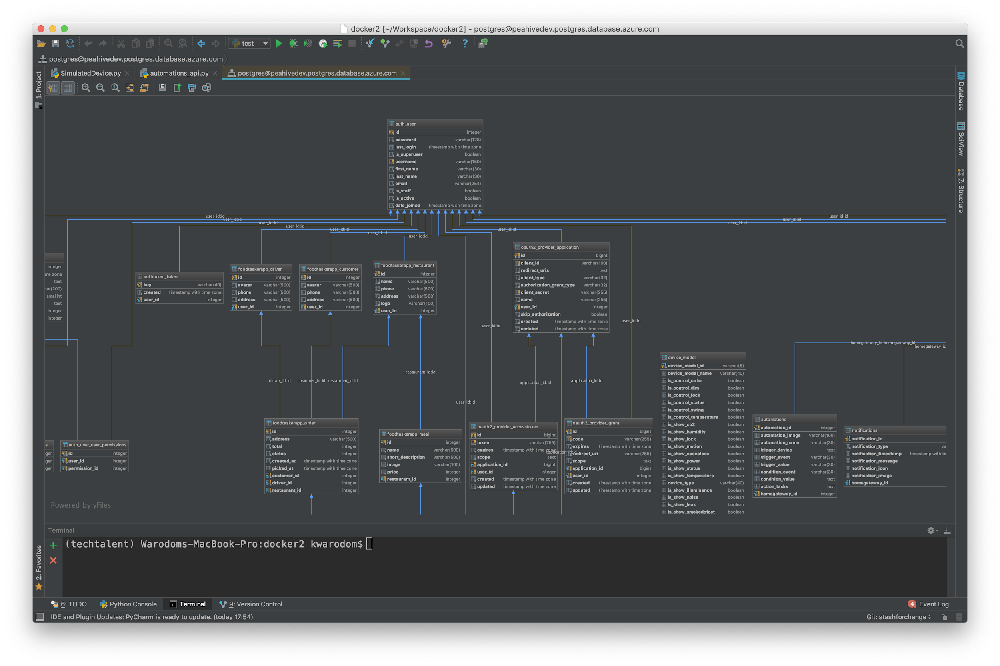 docker2 [~/Workspace/docker2] - postgres@peahivedev.postgres.database.azure.com
test
postgres@peahivedev.postgres.database.azure.com
SimulatedDevice.py
automations_api.py
postgres@peahivedev.postgres.database.azure.com
1: Project
Database
SciView
7: Structure
2: Favorites
auth_user
id integer
password varchar(128)
last_login timestamp with time zone
is_superuser boolean
username varchar(150)
first_name varchar(30)
last_name varchar(30)
email varchar(254)
is_staff boolean
is_active boolean
date_joined timestamp with time zone
user_id:id
user_id:id
user_id:id
user_id:id
user_id:id
user_id:id
user_id:id
user_id:id
user_id:id
user_id:id
user_id:id
integer
me zone
text
har(200)
smallint
text
integer
integer
authtoken_token
key varchar(40)
created timestamp with time zone
user_id integer
foodtaskerapp_driver
id integer
avatar varchar(500)
phone varchar(500)
address varchar(500)
user_id integer
foodtaskerapp_customer
id integer
avatar varchar(500)
phone varchar(500)
address varchar(500)
user_id integer
foodtaskerapp_restaurant
id integer
name varchar(500)
phone varchar(500)
address varchar(500)
logo varchar(100)
user_id integer
oauth2_provider_application
id bigint
client_id varchar(100)
redirect_uris text
client_type varchar(32)
authorization_grant_type varchar(32)
client_secret varchar(255)
name varchar(255)
user_id integer
skip_authorization boolean
created timestamp with time zone
updated timestamp with time zone
user_id:id
user_id:id
homegateway_id:homegateway_id
homegateway_id
restaurant_id:id
driver_id:id
customer_id:id
restaurant_id:id
application_id:id
application_id:id
user_id:id
device_model
device_model_id varchar(5)
device_model_name varchar(40)
is_control_color boolean
is_control_dim boolean
is_control_lock boolean
is_control_status boolean
is_control_swing boolean
is_control_temperature boolean
is_show_co2 boolean
is_show_humidity boolean
is_show_lock boolean
is_show_motion boolean
is_show_openclose boolean
is_show_power boolean
is_show_status boolean
is_show_temperature boolean
device_type varchar(40)
is_show_illuminance boolean
is_show_noise boolean
is_show_leak boolean
is_show_smokedetect boolean
s
ger
ger
ger
auth_user_user_permissions
id integer
user_id integer
permission_id integer
foodtaskerapp_order
id integer
address varchar(500)
total integer
status integer
created_at timestamp with time zone
picked_at timestamp with time zone
customer_id integer
driver_id integer
restaurant_id integer
foodtaskerapp_meal
id integer
name varchar(500)
short_description varchar(500)
image varchar(100)
price integer
restaurant_id integer
oauth2_provider_accesstoken
id bigint
token varchar(255)
expires timestamp with time zone
scope text
application_id bigint
user_id integer
created timestamp with time zone
updated timestamp with time zone
application_id:id
oauth2_provider_grant
id bigint
code varchar(255)
expires timestamp with time zone
redirect_uri varchar(255)
scope text
application_id bigint
user_id integer
created timestamp with time zone
updated timestamp with time zone
automations
automation_id integer
automation_image varchar(100)
automation_name varchar(30)
trigger_device text
trigger_event varchar(30)
trigger_value varchar(30)
condition_event varchar(30)
condition_value text
action_tasks text
homegateway_id integer
notifications
notification_id
notification_type va
notification_timestamp timestamp with tir
notification_message
notification_icon
notification_image
homegateway_id
Powered by yFiles
Terminal
(techtalent) Warodoms-MacBook-Pro:docker2 kwarodom$
6: TODO
Python Console
Terminal
9: Version Control
4 Event Log
IDE and Plugin Updates: PyCharm is ready to update. (today 17:54)
Git: stashforchange